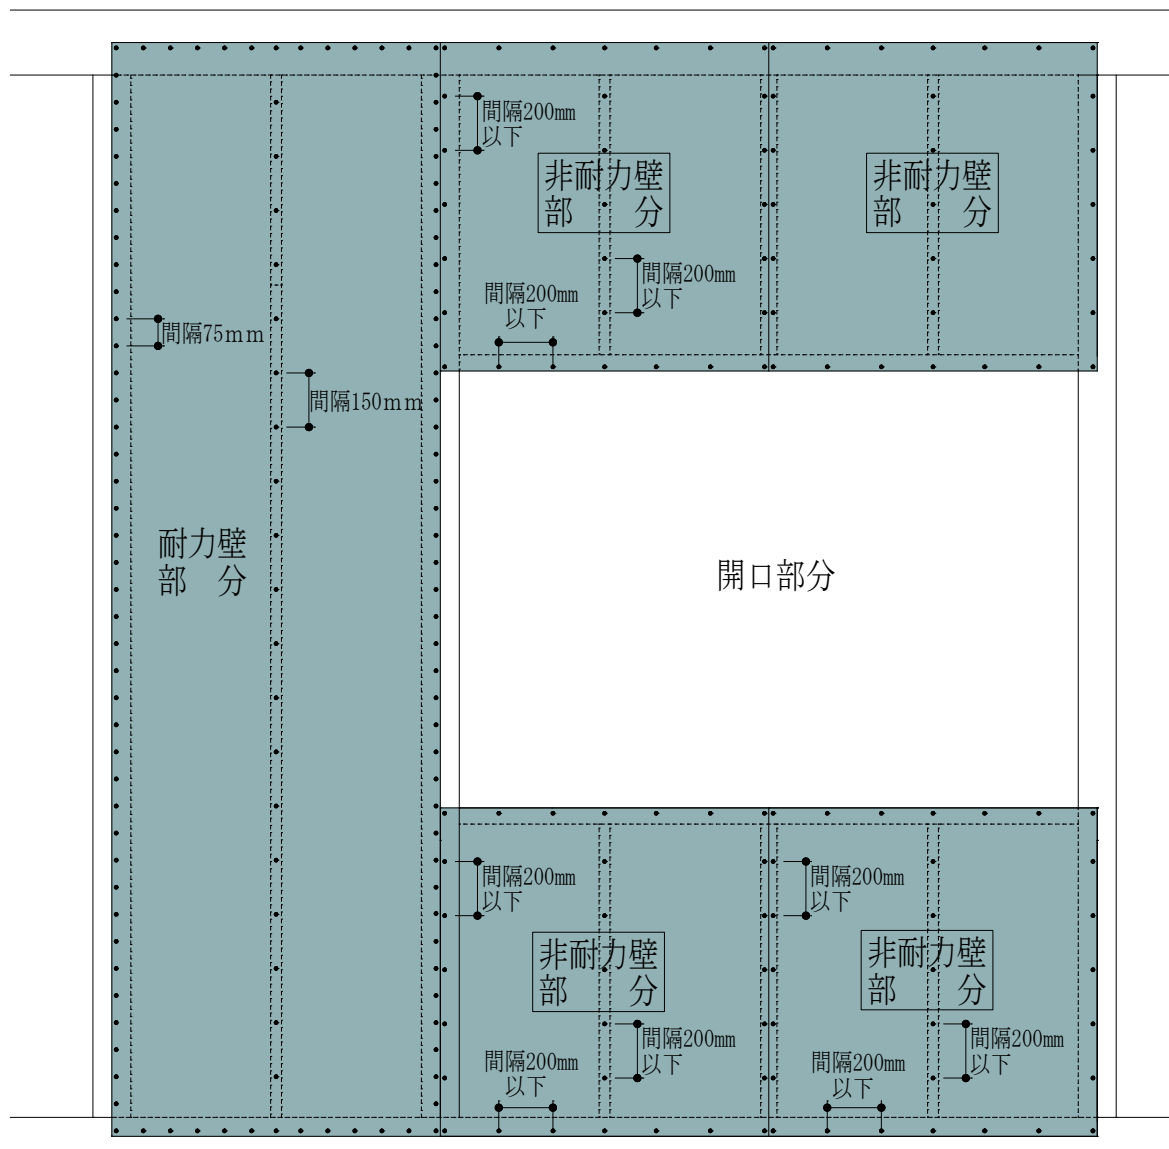 間隔200mm
以下
非耐力壁
部　分
非耐力壁
部　分
間隔200mm
以下
間隔200mm
以下
間隔75mm
間隔150mm
耐力壁
部　分
開口部分
間隔200mm
以下
間隔200mm
以下
非耐力壁
部　分
非耐力壁
部　分
間隔200mm
以下
間隔200mm
以下
間隔200mm
以下
間隔200mm
以下